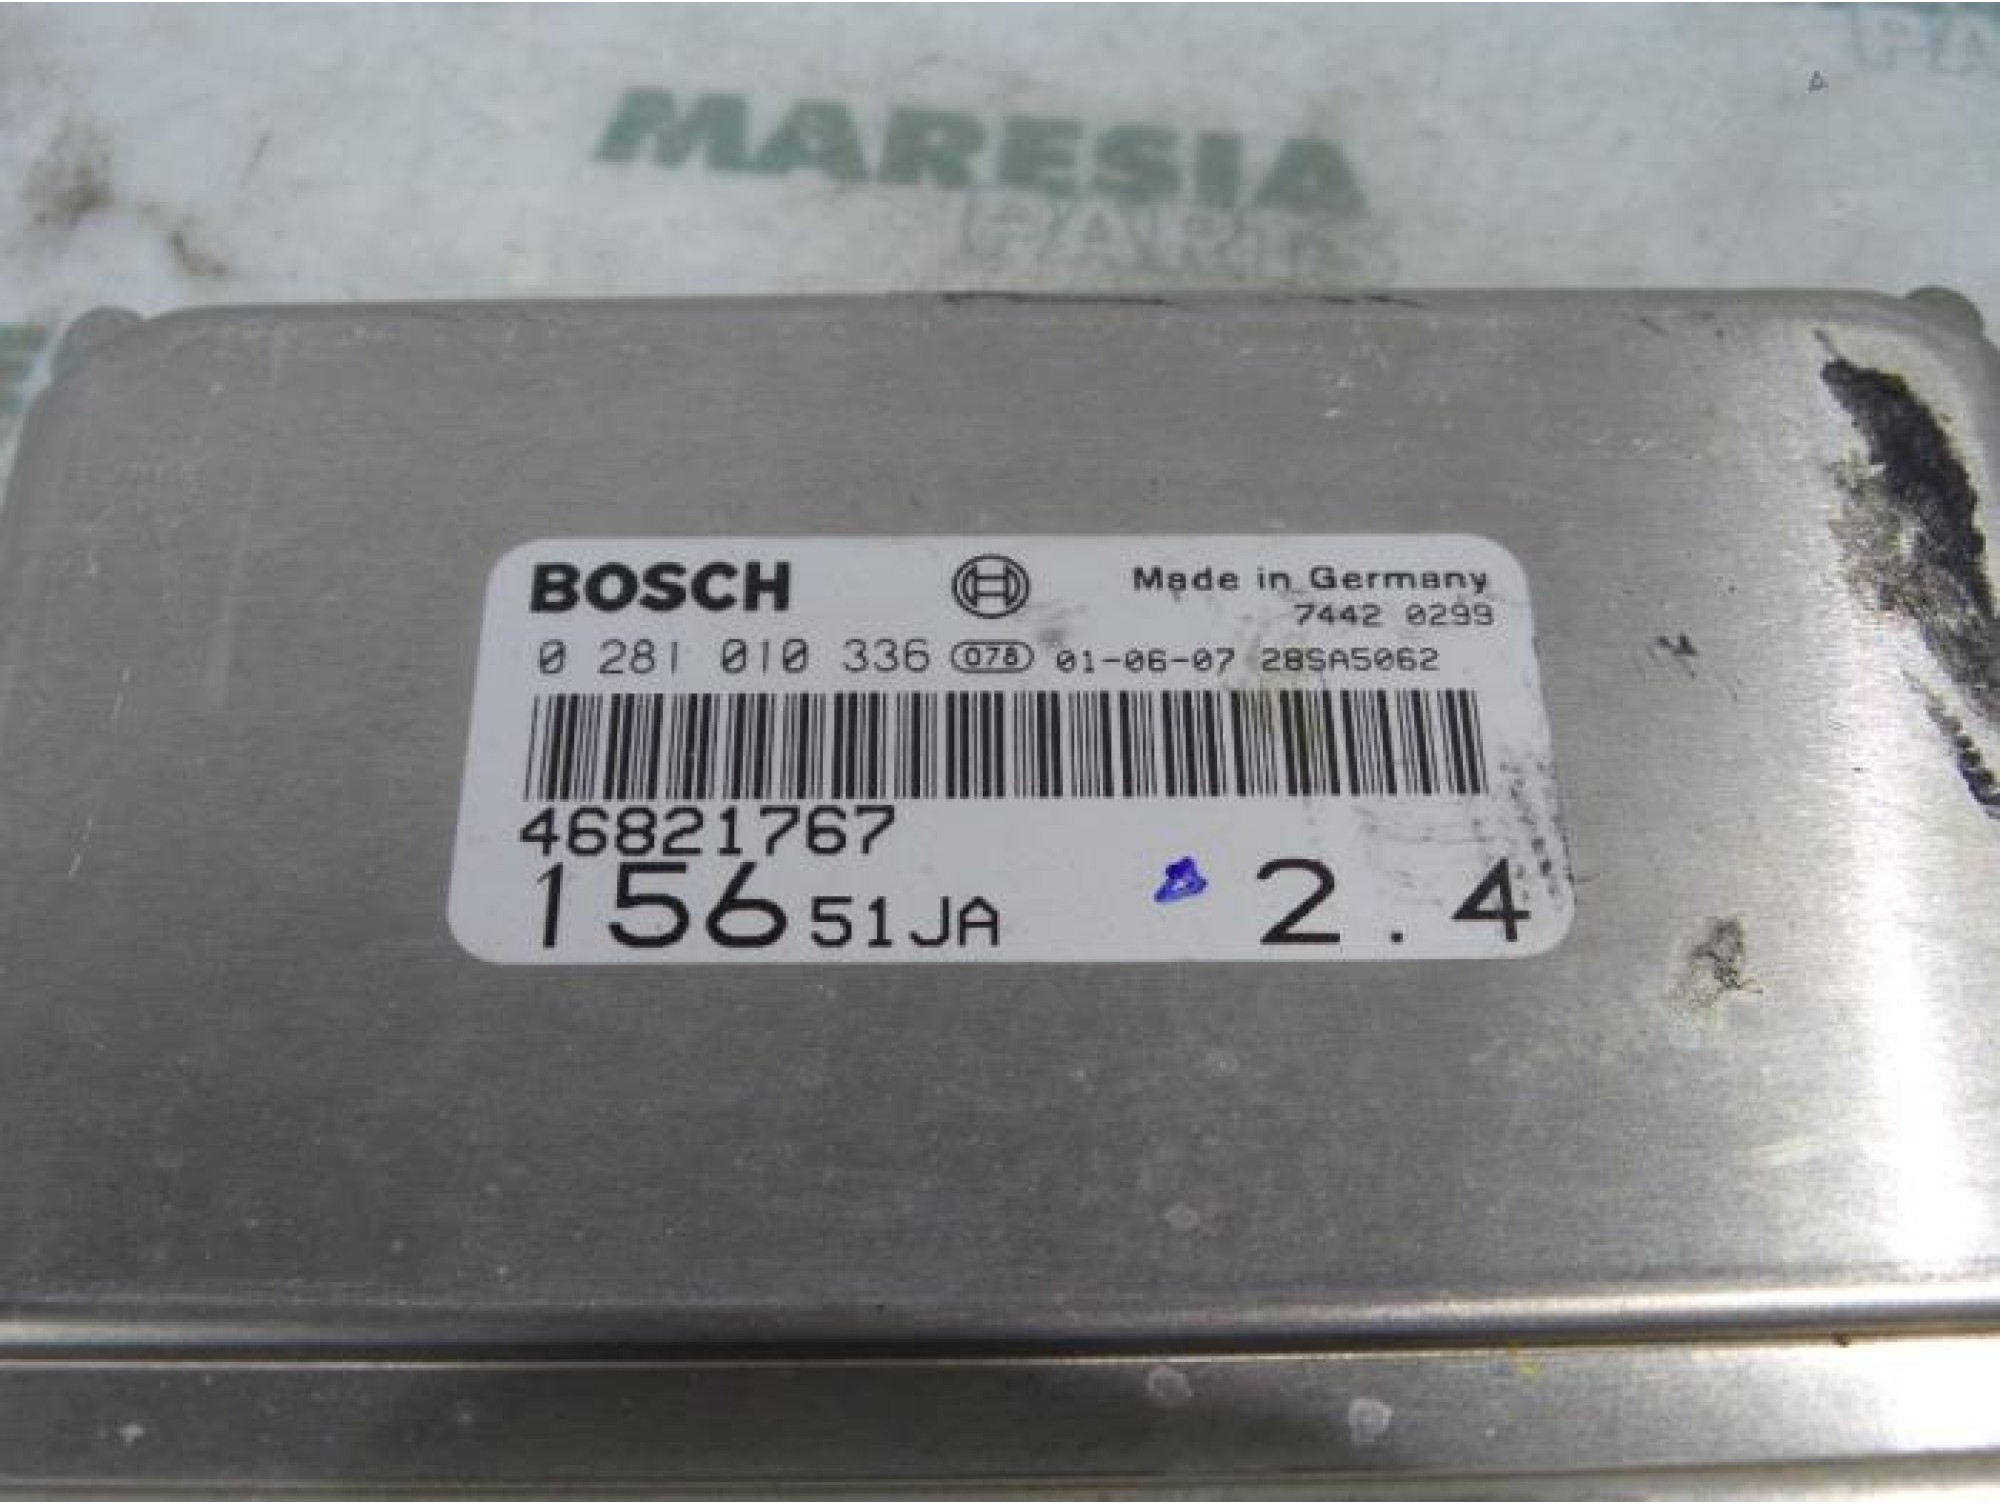 MARESIA
PARTS
PA
BOSCH
Made in Germany
7442 0299
0 281 010 336 078 01-06-07 28SA5062
46821767
156 51JA 2.4